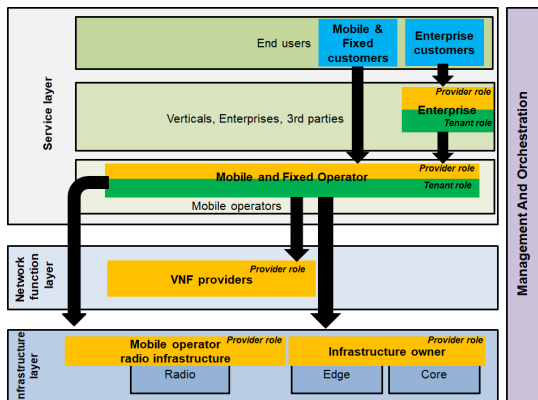 Service layer
End users
Mobile &
Fixed
customers
Enterprise
customers
Verticals, Enterprises, 3rd parties
Provider role
Enterprise
Tenant role
Provider role
Mobile and Fixed Operator
Tenant role
Mobile operators
Network
function
layer
Provider role
VNF providers
Infrastructure
layer
Mobile operator
Provider role
radio infrastructure
Provider role
Infrastructure owner
Radio
Edge
Core
Management And Orchestration